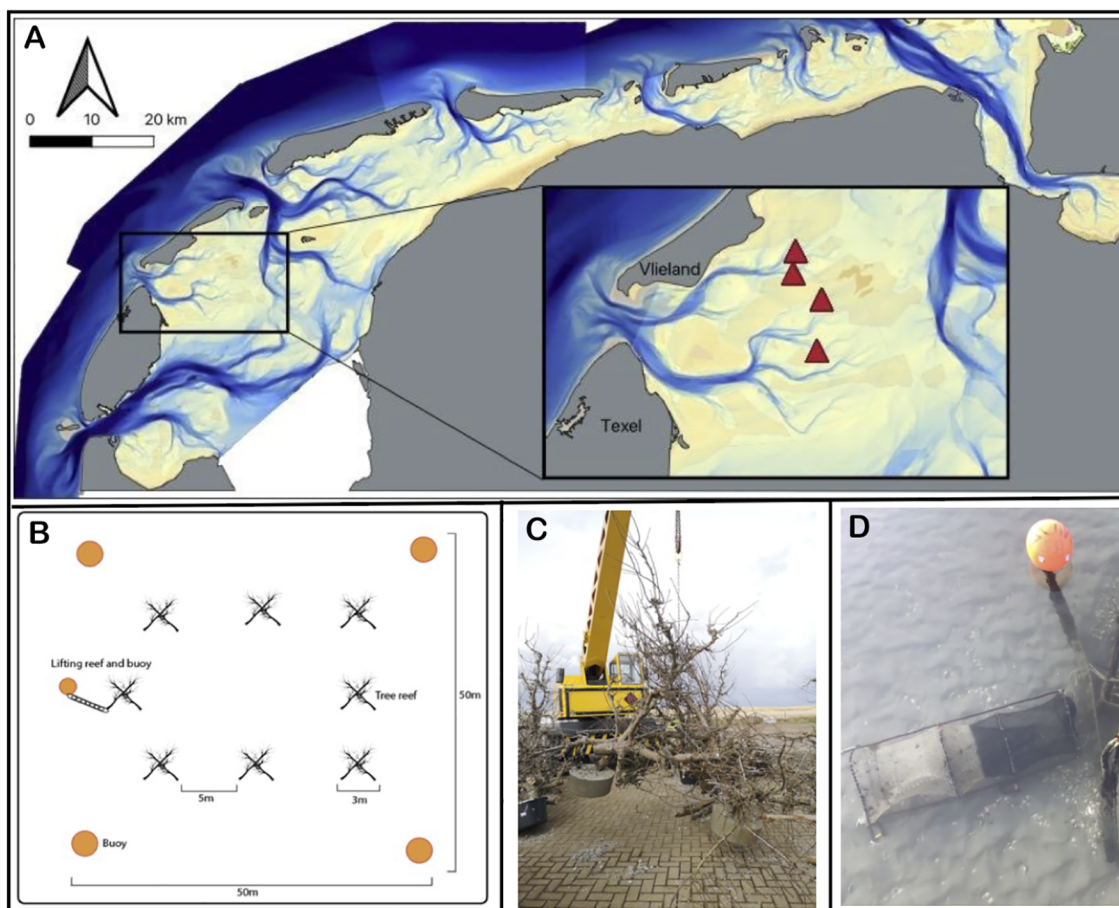 A
0 10 20 km
Vlieland
Texel
B
Lifting reef and buoy
Tree reef
50m
5m
3m
Buoy
50m
C
D